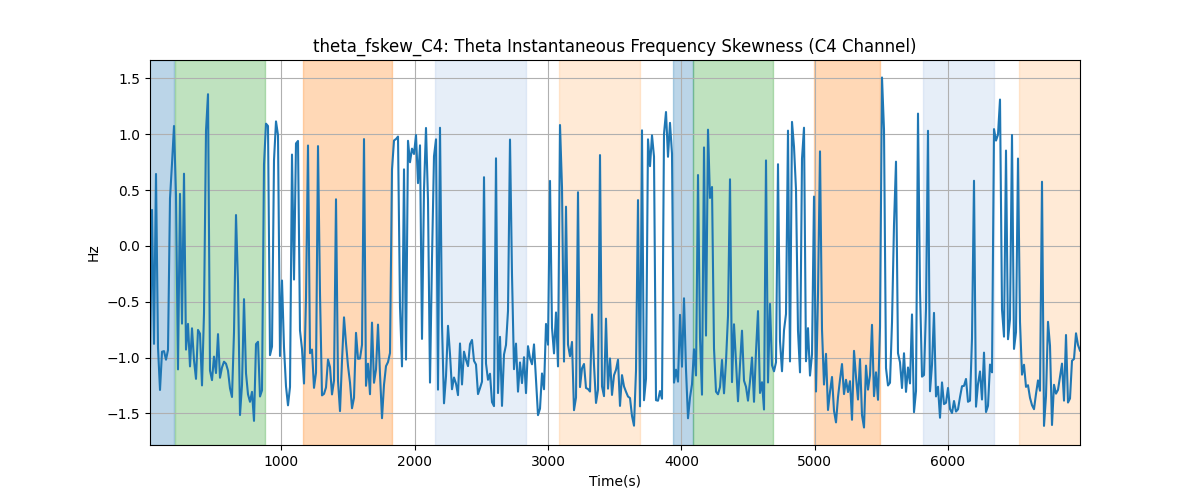 theta_fskew_C4: Theta Instantaneous Frequency Skewness (C4 Channel)
1.5
1.0
0.5
0.0
−0.5
−1.0
−1.5
Hz
1000 2000 3000 4000 5000 6000
Time(s)